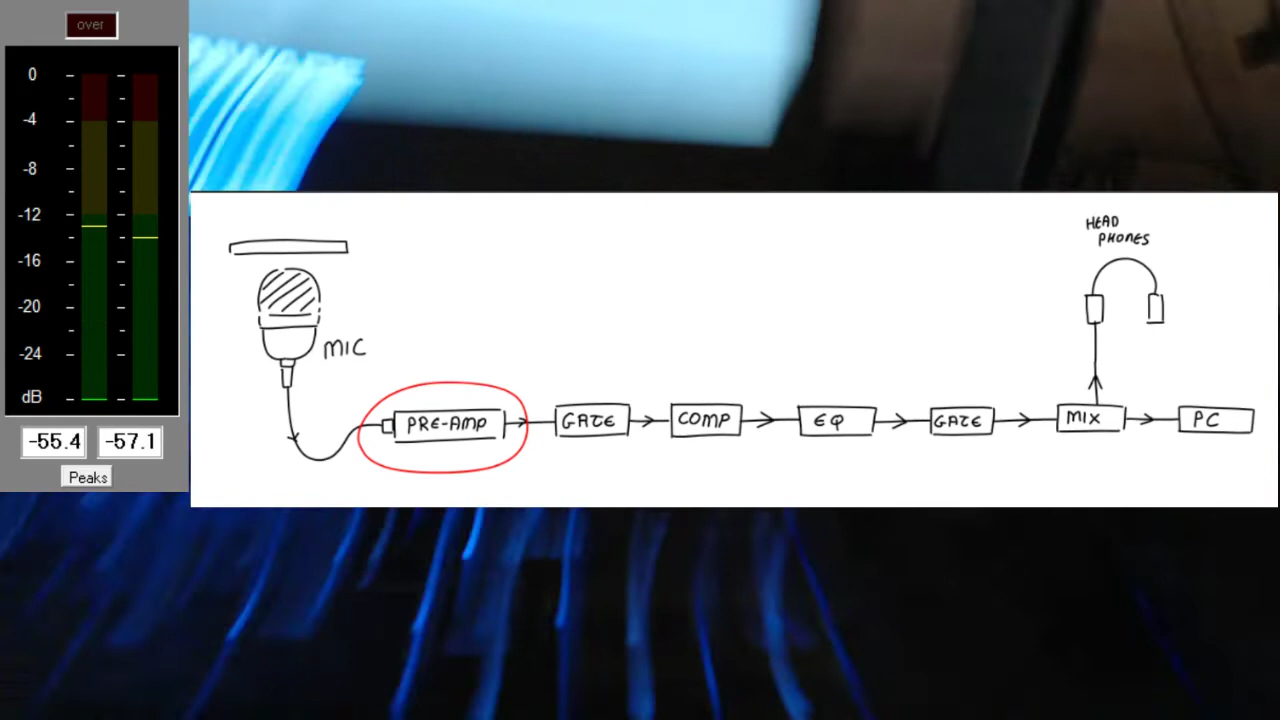 over
0
-4
-8
-12
-16
-20
-24
dB
-55.4 -57.1
Peaks
HEAD
PHONES
MIC
PRE-AMP GATE COMP EQ GATE MIX PC